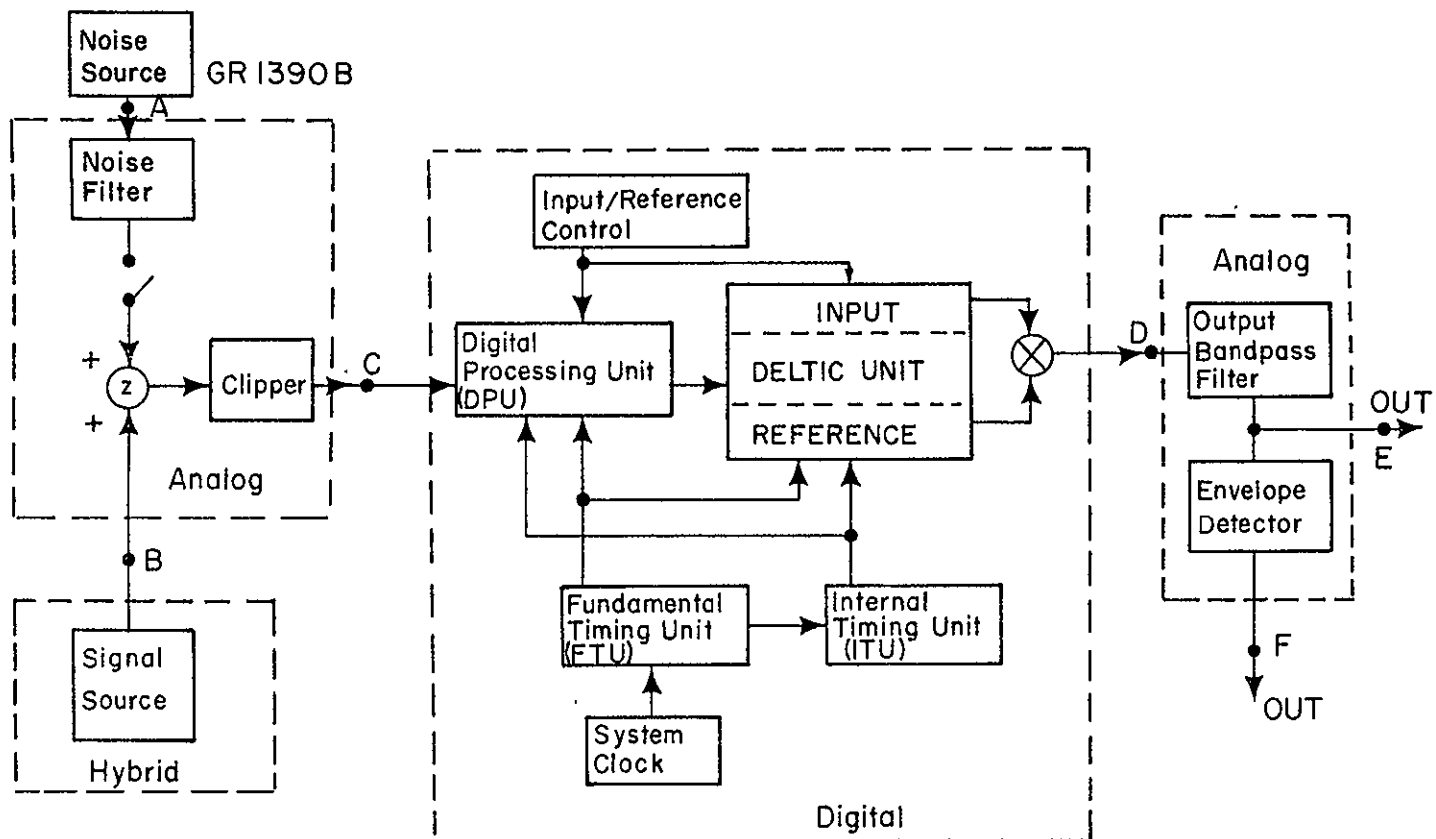 Noise
Source
GR 1390B
A
Noise
Filter
+
z
+
Clipper
C
Analog
B
Signal
Source
Hybrid
Input/Reference
Control
Digital
Processing Unit
(DPU)
INPUT
DELTIC UNIT
REFERENCE
Fundamental
Timing Unit
(FTU)
Internal
Timing Unit
(ITU)
System
Clock
Digital
D
Analog
Output
Bandpass
Filter
OUT
E
Envelope
Detector
F
OUT